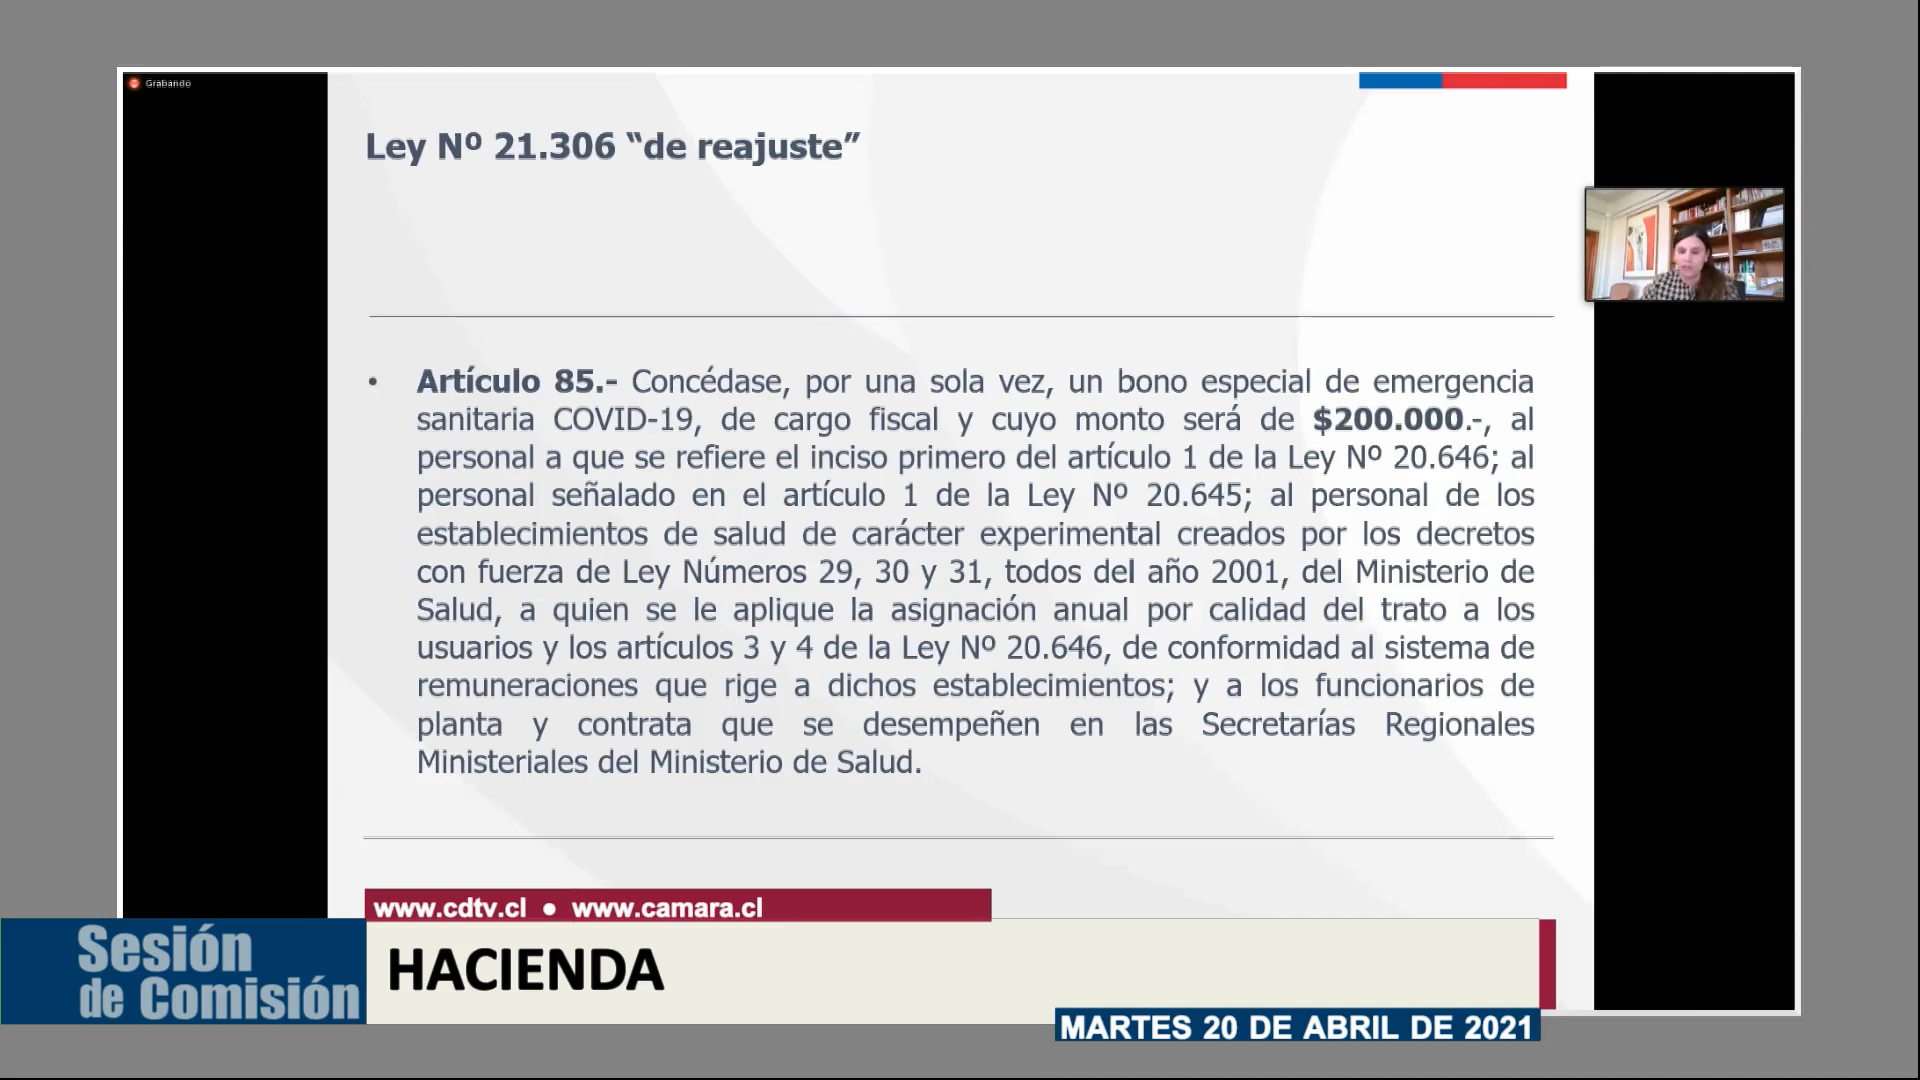 Grabando
Ley Nº 21.306 “de reajuste”
• Artículo 85.- Concédase, por una sola vez, un bono especial de emergencia
sanitaria COVID-19, de cargo fiscal y cuyo monto será de $200.000.-, al
personal a que se refiere el inciso primero del artículo 1 de la Ley Nº 20.646; al
personal señalado en el artículo 1 de la Ley Nº 20.645; al personal de los
establecimientos de salud de carácter experimental creados por los decretos
con fuerza de Ley Números 29, 30 y 31, todos del año 2001, del Ministerio de
Salud, a quien se le aplique la asignación anual por calidad del trato a los
usuarios y los artículos 3 y 4 de la Ley Nº 20.646, de conformidad al sistema de
remuneraciones que rige a dichos establecimientos; y a los funcionarios de
planta y contrata que se desempeñen en las Secretarías Regionales
Ministeriales del Ministerio de Salud.
www.cdtv.cl ● www.camara.cl
Sesión
de Comisión
HACIENDA
MARTES 20 DE ABRIL DE 2021